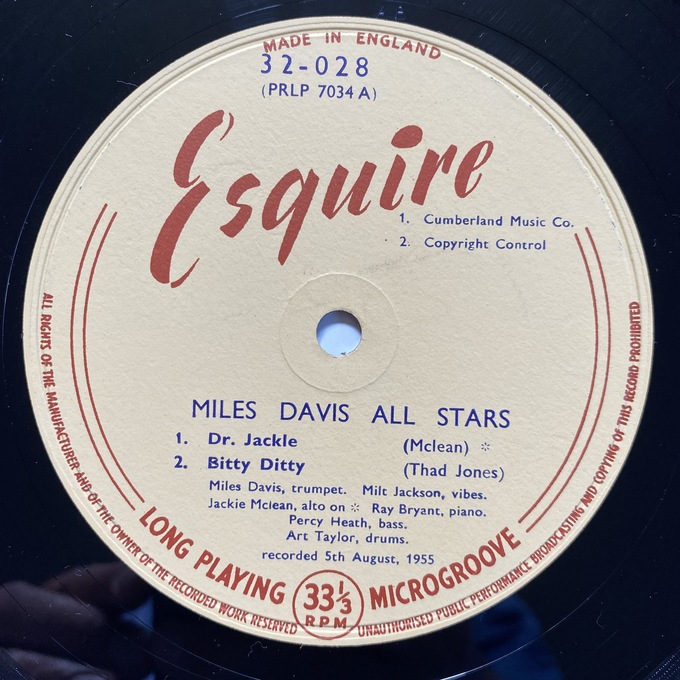 MADE IN ENGLAND
32-028
(PRLP 7034 A)
Esquire
1. Cumberland Music Co.
2. Copyright Control
MILES DAVIS ALL STARS
1. Dr. Jackle (Mclean) ※
2. Bitty Ditty (Thad Jones)
Miles Davis, trumpet. Milt Jackson, vibes.
Jackie Mclean, alto on ※ Ray Bryant, piano.
Percy Heath, bass.
Art Taylor, drums.
recorded 5th August, 1955
LONG PLAYING 33⅓ RPM MICROGROOVE
ALL RIGHTS OF THE MANUFACTURER AND OF THE OWNER OF THE RECORDED WORK RESERVED
UNAUTHORISED PUBLIC PERFORMANCE BROADCASTING AND COPYING OF THIS RECORD PROHIBITED